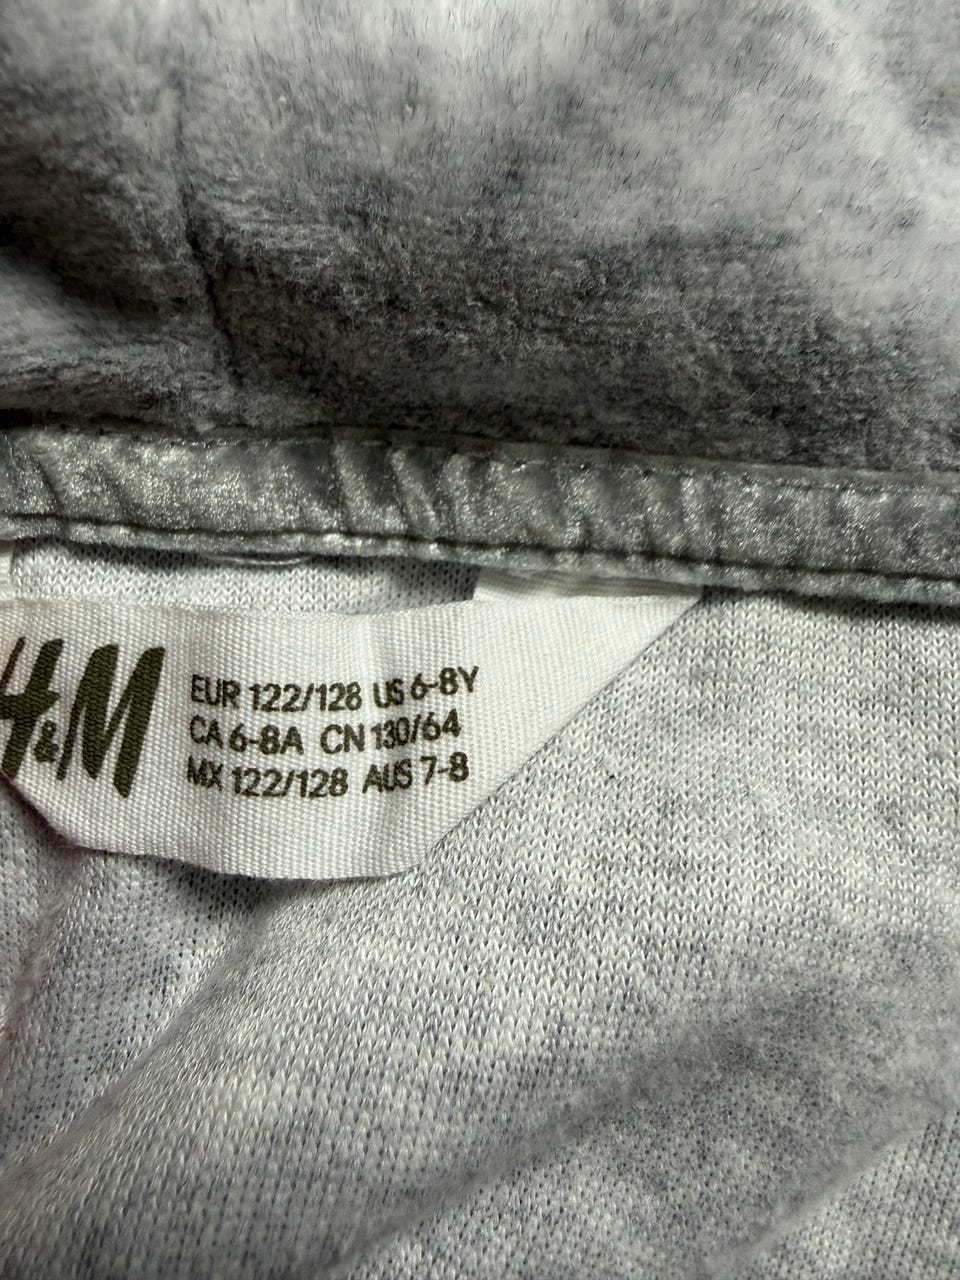 H&M
EUR 122/128 US 6-8Y
CA 6-8A CN 130/64
MX 122/128 AUS 7-8